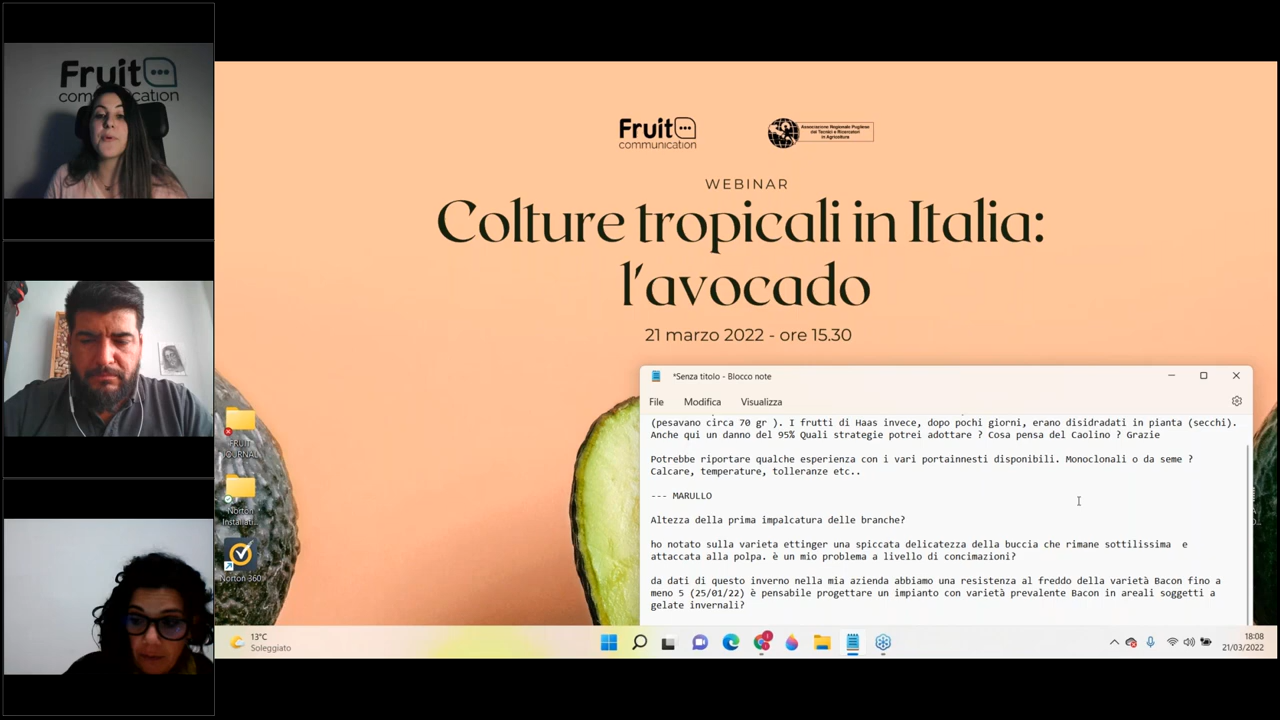 Fruit
communication
Fruit
communication
Associazione Regionale Pugliese
dei Tecnici e Ricercatori
in Agricoltura
WEBINAR
Colture tropicali in Italia:
l'avocado
21 marzo 2022 - ore 15.30
*Senza titolo - Blocco note
File Modifica Visualizza
(pesavano circa 70 gr ). I frutti di Haas invece, dopo pochi giorni, erano disidradati in pianta (secchi).
Anche qui un danno del 95% Quali strategie potrei adottare ? Cosa pensa del Caolino ? Grazie
Potrebbe riportare qualche esperienza con i vari portainnesti disponibili. Monoclonali o da seme ?
Calcare, temperature, tolleranze etc..
--- MARULLO
Altezza della prima impalcatura delle branche?
ho notato sulla varieta ettinger una spiccata delicatezza della buccia che rimane sottilissima e
attaccata alla polpa. è un mio problema a livello di concimazioni?
da dati di questo inverno nella mia azienda abbiamo una resistenza al freddo della varietà Bacon fino a
meno 5 (25/01/22) è pensabile progettare un impianto con varietà prevalente Bacon in areali soggetti a
gelate invernali?
FRUIT
JOURNAL
Norton
Installati...
Norton 360
13°C
Soleggiato
18:08
21/03/2022